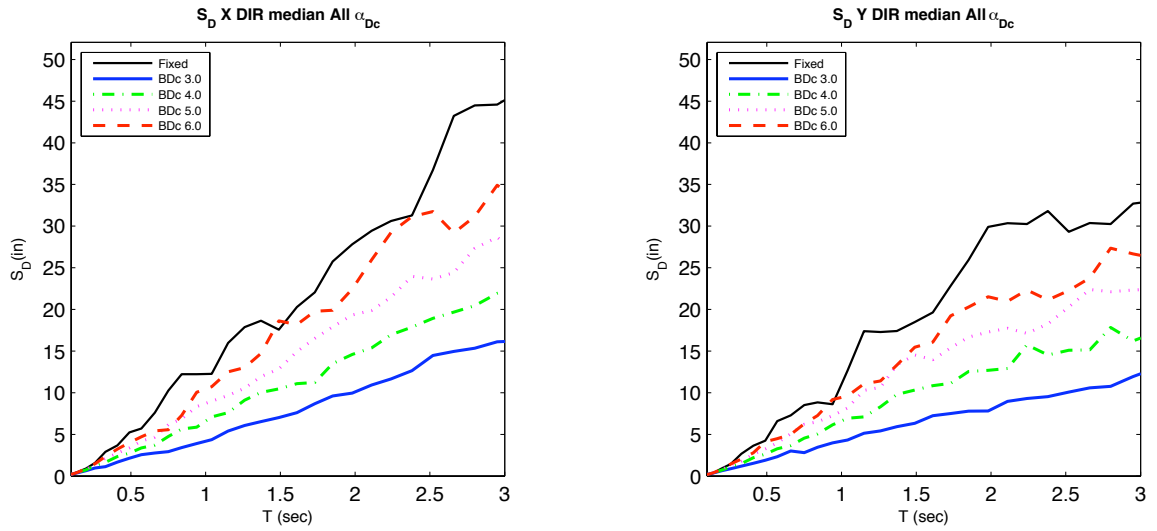 S_D X DIR median All α_Dc
Fixed
BDc 3.0
BDc 4.0
BDc 5.0
BDc 6.0
50
45
40
35
30
25
20
15
10
5
0
S_D(in)
0.5 1 1.5 2 2.5 3
T (sec)
S_D Y DIR median All α_Dc
Fixed
BDc 3.0
BDc 4.0
BDc 5.0
BDc 6.0
50
45
40
35
30
25
20
15
10
5
0
S_D(in)
0.5 1 1.5 2 2.5 3
T (sec)